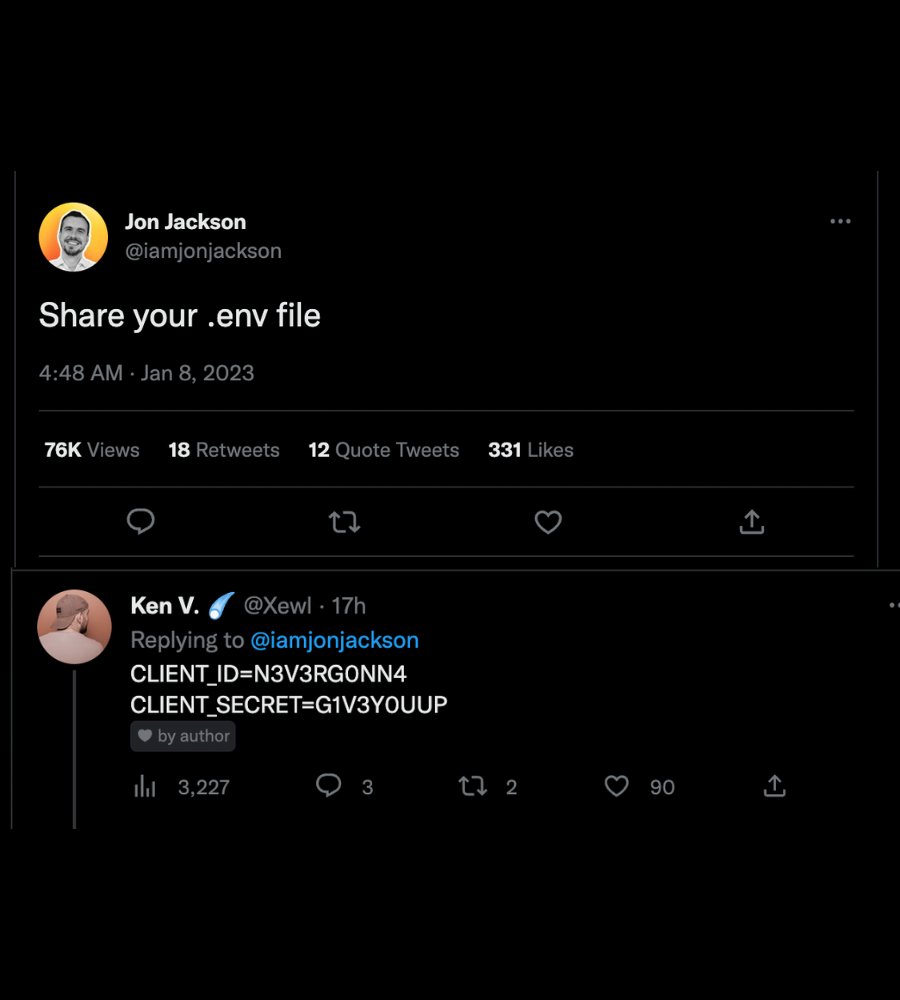 Jon Jackson
@iamjonjackson
Share your .env file
4:48 AM · Jan 8, 2023
76K Views 18 Retweets 12 Quote Tweets 331 Likes
Ken V. @Xewl · 17h
Replying to @iamjonjackson
CLIENT_ID=N3V3RG0NN4
CLIENT_SECRET=G1V3Y0UUP
by author
3,227 3 2 90